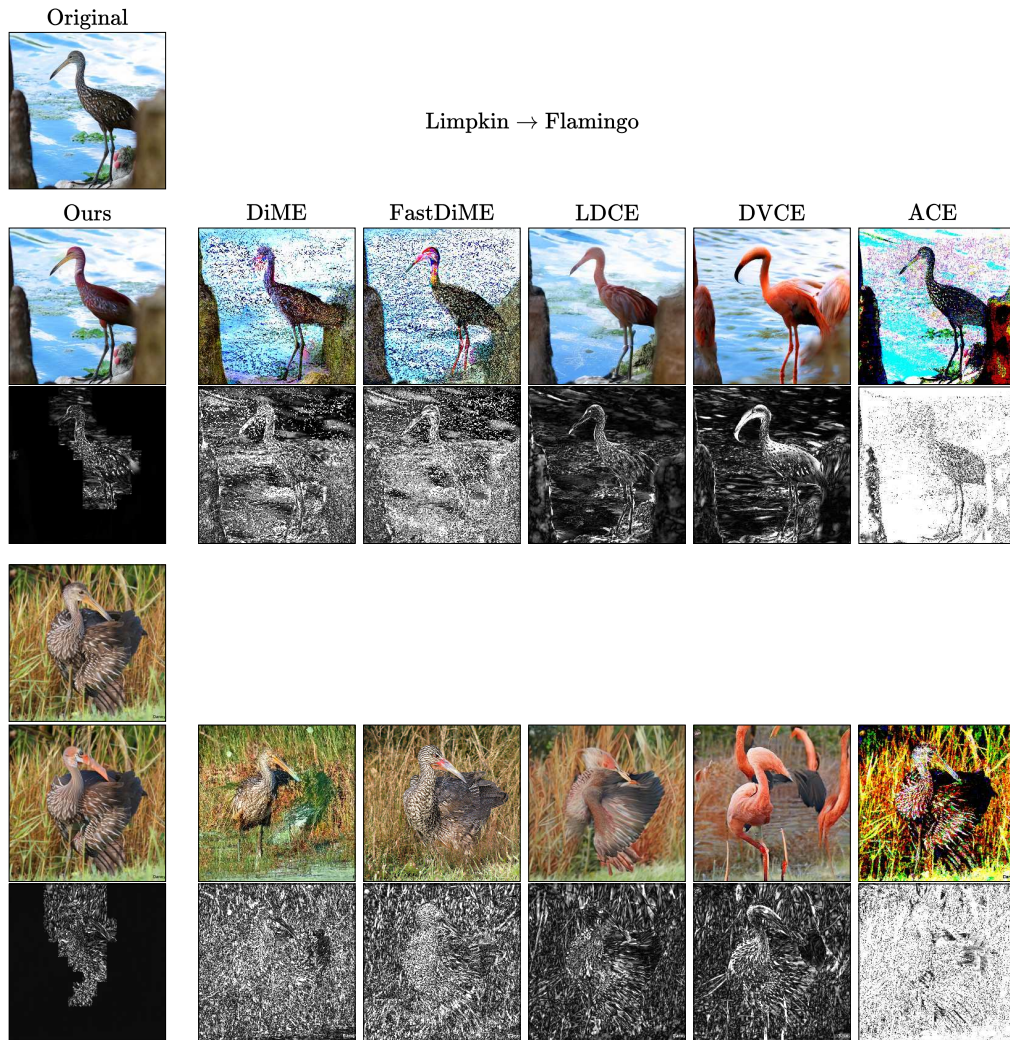 Original
Limpkin → Flamingo
Ours
DiME
FastDiME
LDCE
DVCE
ACE